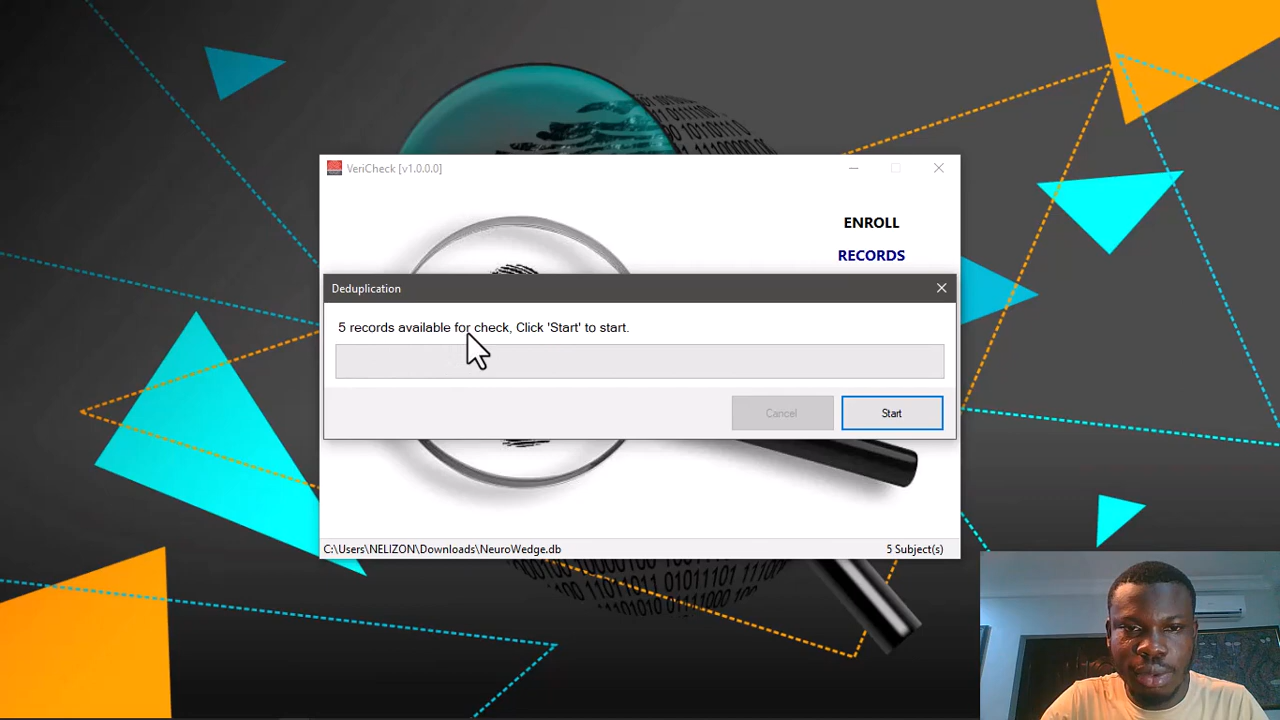 VeriCheck [v1.0.0.0]
ENROLL
RECORDS
Deduplication
5 records available for check, Click 'Start' to start.
Cancel
Start
C:\Users\NELIZON\Downloads\NeuroWedge.db
5 Subject(s)